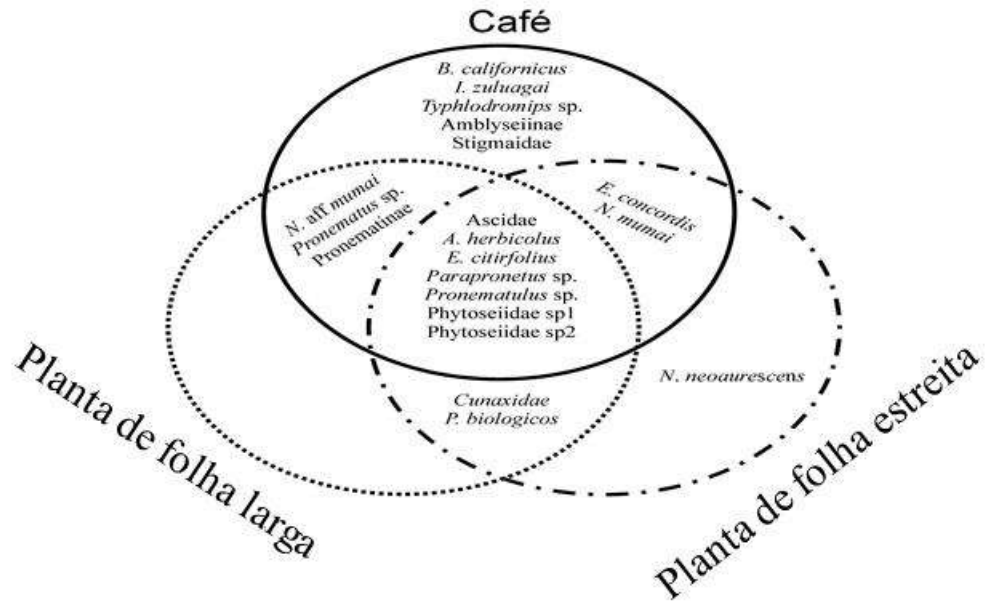 Café
B. californicus
I. zuluagai
Typhlodromips sp.
Amblyseiinae
Stigmaidae
N. aff mumai
Pronematus sp.
Pronematinae
E. concordis
N. mumai
Ascidae
A. herbicolus
E. citirfolius
Parapronetus sp.
Pronematulus sp.
Phytoseiidae sp1
Phytoseiidae sp2
N. neoaurescens
Cunaxidae
P. biologicos
Planta de folha larga
Planta de folha estreita